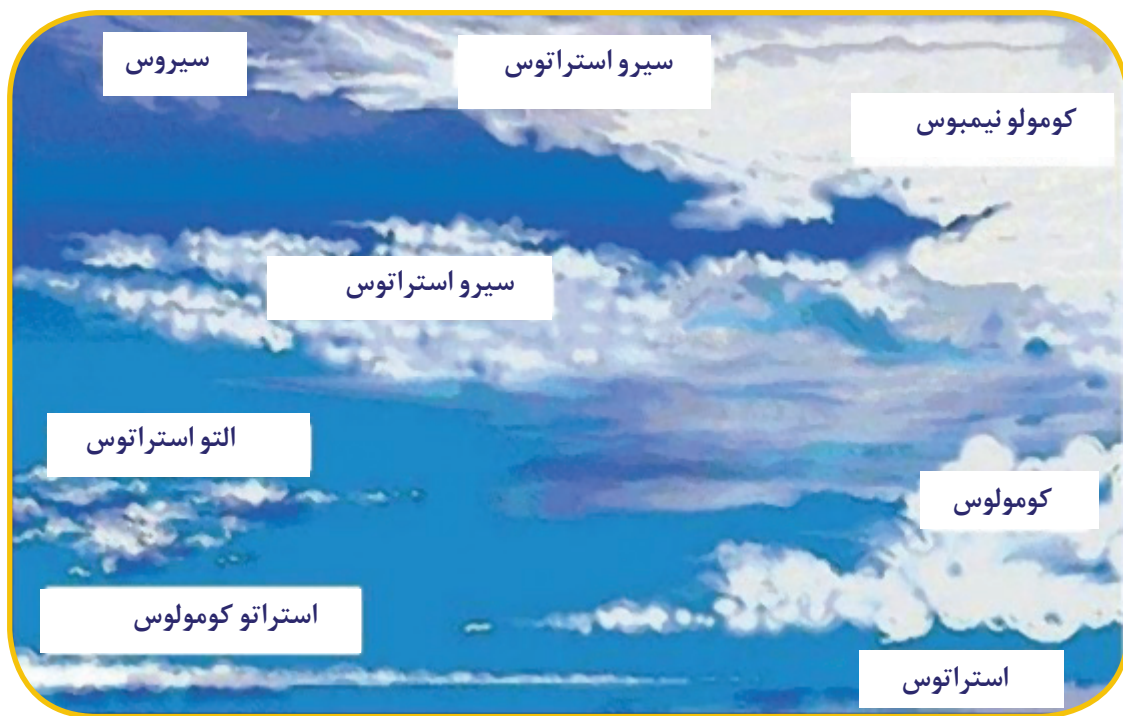 سیروس
سیرو استراتوس
کومولو نیمبوس
سیرو استراتوس
التو استراتوس
کومولوس
استراتو کومولوس
استراتوس